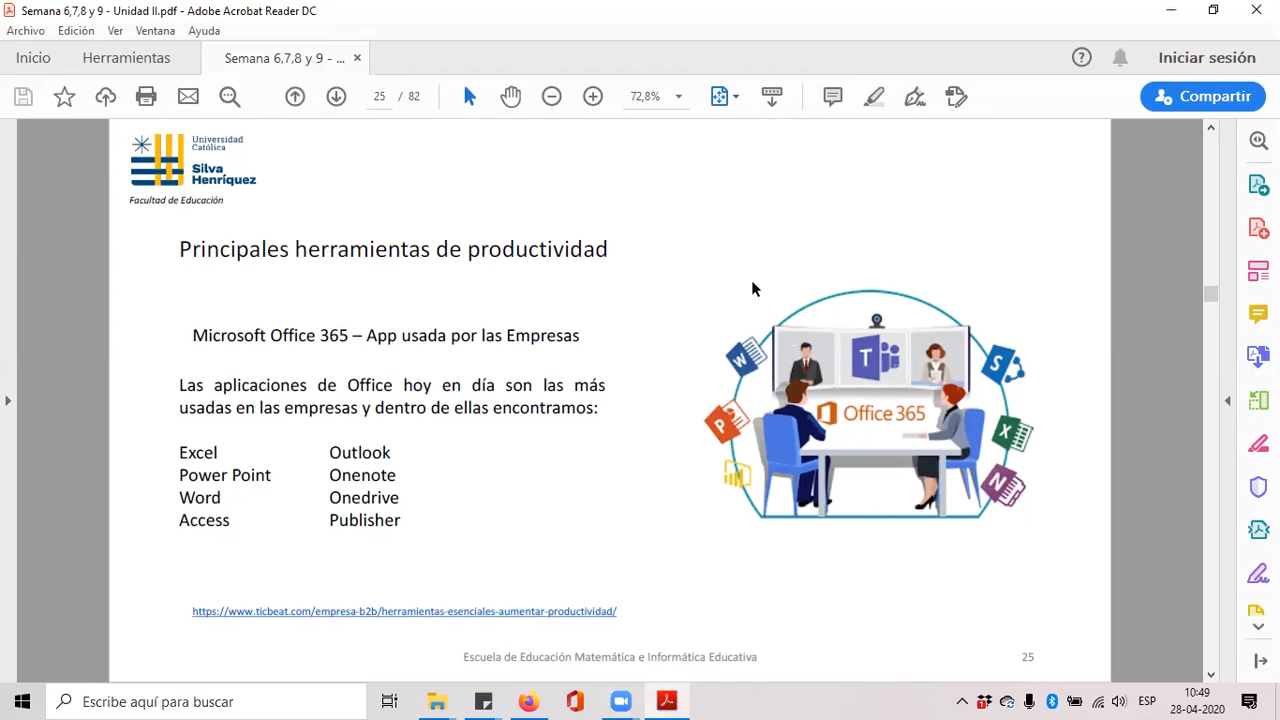 Semana 6,7,8 y 9 - Unidad II.pdf - Adobe Acrobat Reader DC
Archivo Edición Ver Ventana Ayuda
Inicio Herramientas Semana 6,7,8 y 9 - ... × Iniciar sesión
25 / 82 72,8% Compartir
Universidad
Católica
Silva
Henríquez
Facultad de Educación
Principales herramientas de productividad
Microsoft Office 365 – App usada por las Empresas
Las aplicaciones de Office hoy en día son las más
usadas en las empresas y dentro de ellas encontramos:
Excel Outlook
Power Point Onenote
Word Onedrive
Access Publisher
W T S
P Office 365 X
N
https://www.ticbeat.com/empresa-b2b/herramientas-esenciales-aumentar-productividad/
Escuela de Educación Matemática e Informática Educativa 25
Escribe aquí para buscar ESP 10:49
28-04-2020